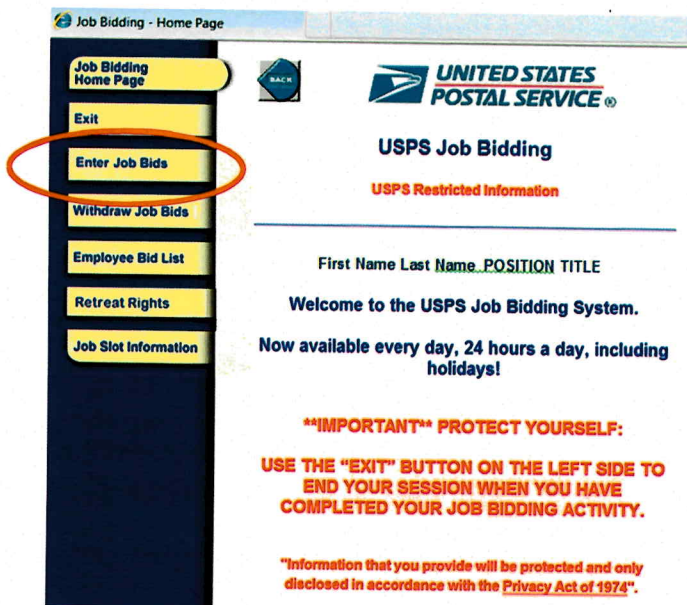 Job Bidding - Home Page
Job Bidding
Home Page
Exit
Enter Job Bids
Withdraw Job Bids
Employee Bid List
Retreat Rights
Job Slot Information
BACK
UNITED STATES
POSTAL SERVICE ®
USPS Job Bidding
USPS Restricted Information
First Name Last Name POSITION TITLE
Welcome to the USPS Job Bidding System.
Now available every day, 24 hours a day, including
holidays!
**IMPORTANT** PROTECT YOURSELF:
USE THE “EXIT” BUTTON ON THE LEFT SIDE TO
END YOUR SESSION WHEN YOU HAVE
COMPLETED YOUR JOB BIDDING ACTIVITY.
"Information that you provide will be protected and only
disclosed in accordance with the Privacy Act of 1974".